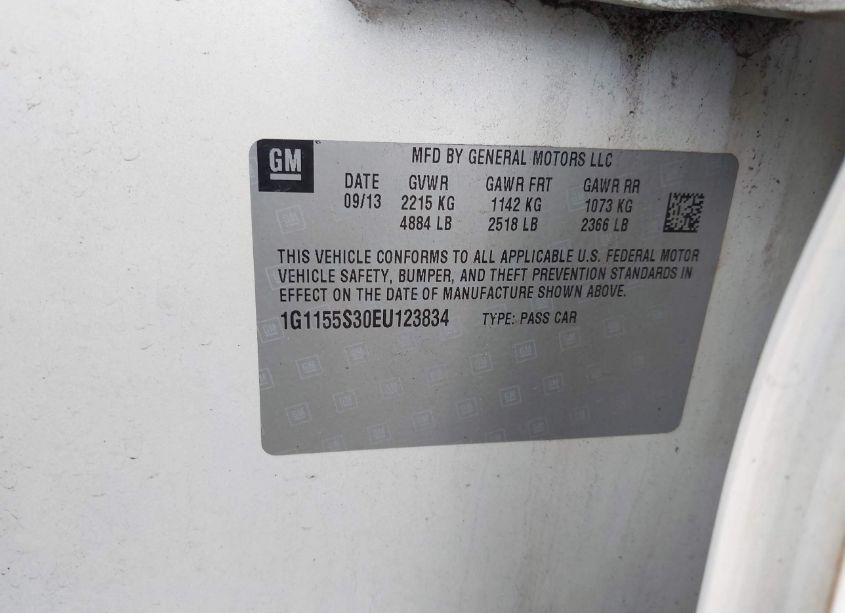 GM
MFD BY GENERAL MOTORS LLC
DATE GVWR GAWR FRT GAWR RR
09/13 2215 KG 1142 KG 1073 KG
4884 LB 2518 LB 2366 LB
THIS VEHICLE CONFORMS TO ALL APPLICABLE U.S. FEDERAL MOTOR
VEHICLE SAFETY, BUMPER, AND THEFT PREVENTION STANDARDS IN
EFFECT ON THE DATE OF MANUFACTURE SHOWN ABOVE.
1G1155S30EU123834 TYPE: PASS CAR